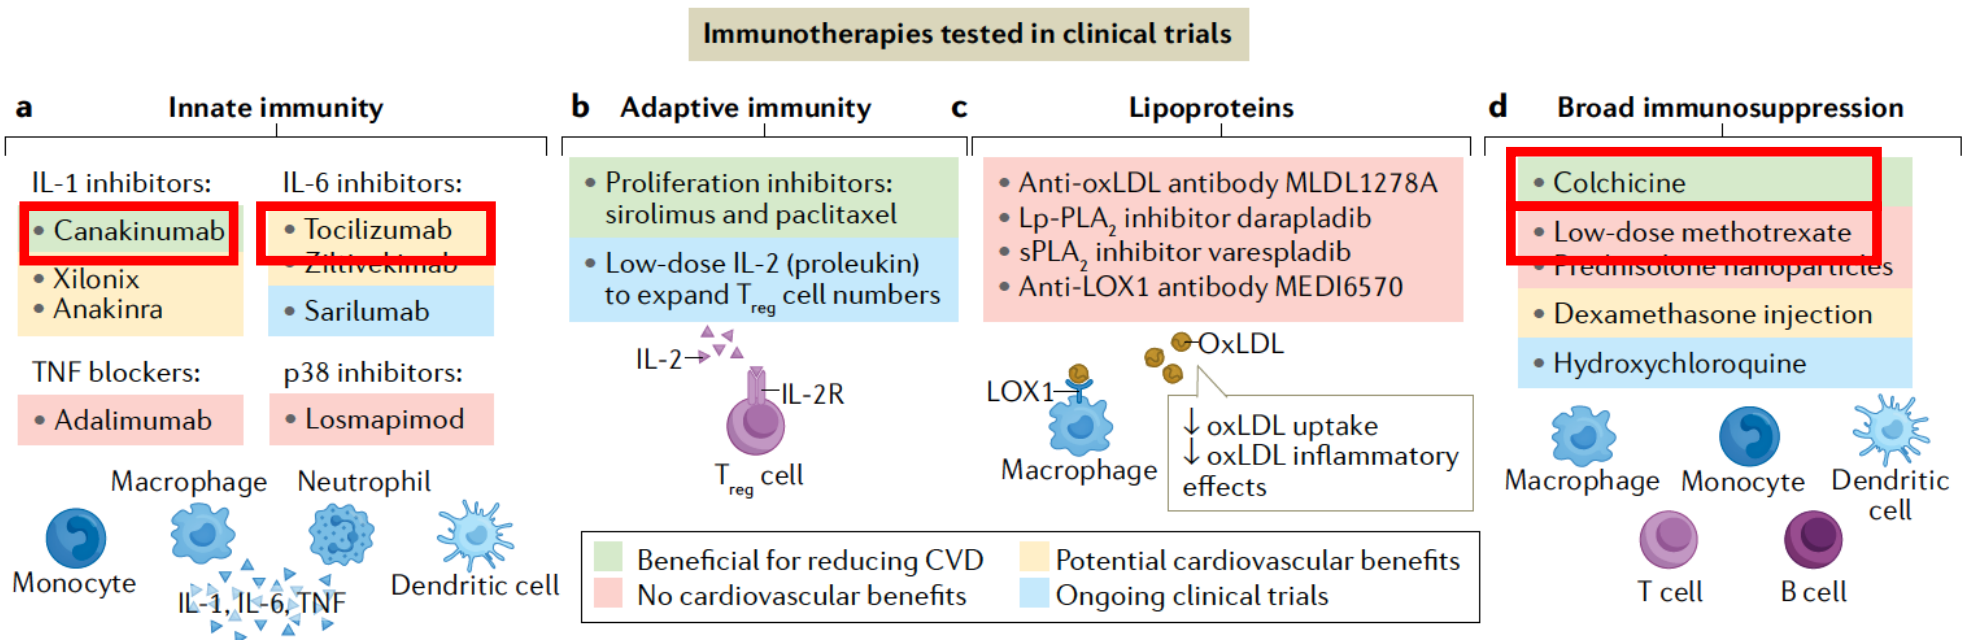 Immunotherapies tested in clinical trials
a Innate immunity
IL-1 inhibitors:
• Canakinumab
• Xilonix
• Anakinra
IL-6 inhibitors:
• Tocilizumab
• Ziltivekimab
• Sarilumab
TNF blockers:
• Adalimumab
p38 inhibitors:
• Losmapimod
Macrophage
Neutrophil
Monocyte
IL-1, IL-6, TNF
Dendritic cell
b Adaptive immunity
• Proliferation inhibitors:
sirolimus and paclitaxel
• Low-dose IL-2 (proleukin)
to expand Treg cell numbers
IL-2
IL-2R
Treg cell
c Lipoproteins
• Anti-oxLDL antibody MLDL1278A
• Lp-PLA2 inhibitor darapladib
• sPLA2 inhibitor varespladib
• Anti-LOX1 antibody MEDI6570
OxLDL
LOX1
Macrophage
↓ oxLDL uptake
↓ oxLDL inflammatory
effects
d Broad immunosuppression
• Colchicine
• Low-dose methotrexate
• Prednisolone nanoparticles
• Dexamethasone injection
• Hydroxychloroquine
Macrophage
Monocyte
Dendritic
cell
T cell
B cell
Beneficial for reducing CVD
No cardiovascular benefits
Potential cardiovascular benefits
Ongoing clinical trials